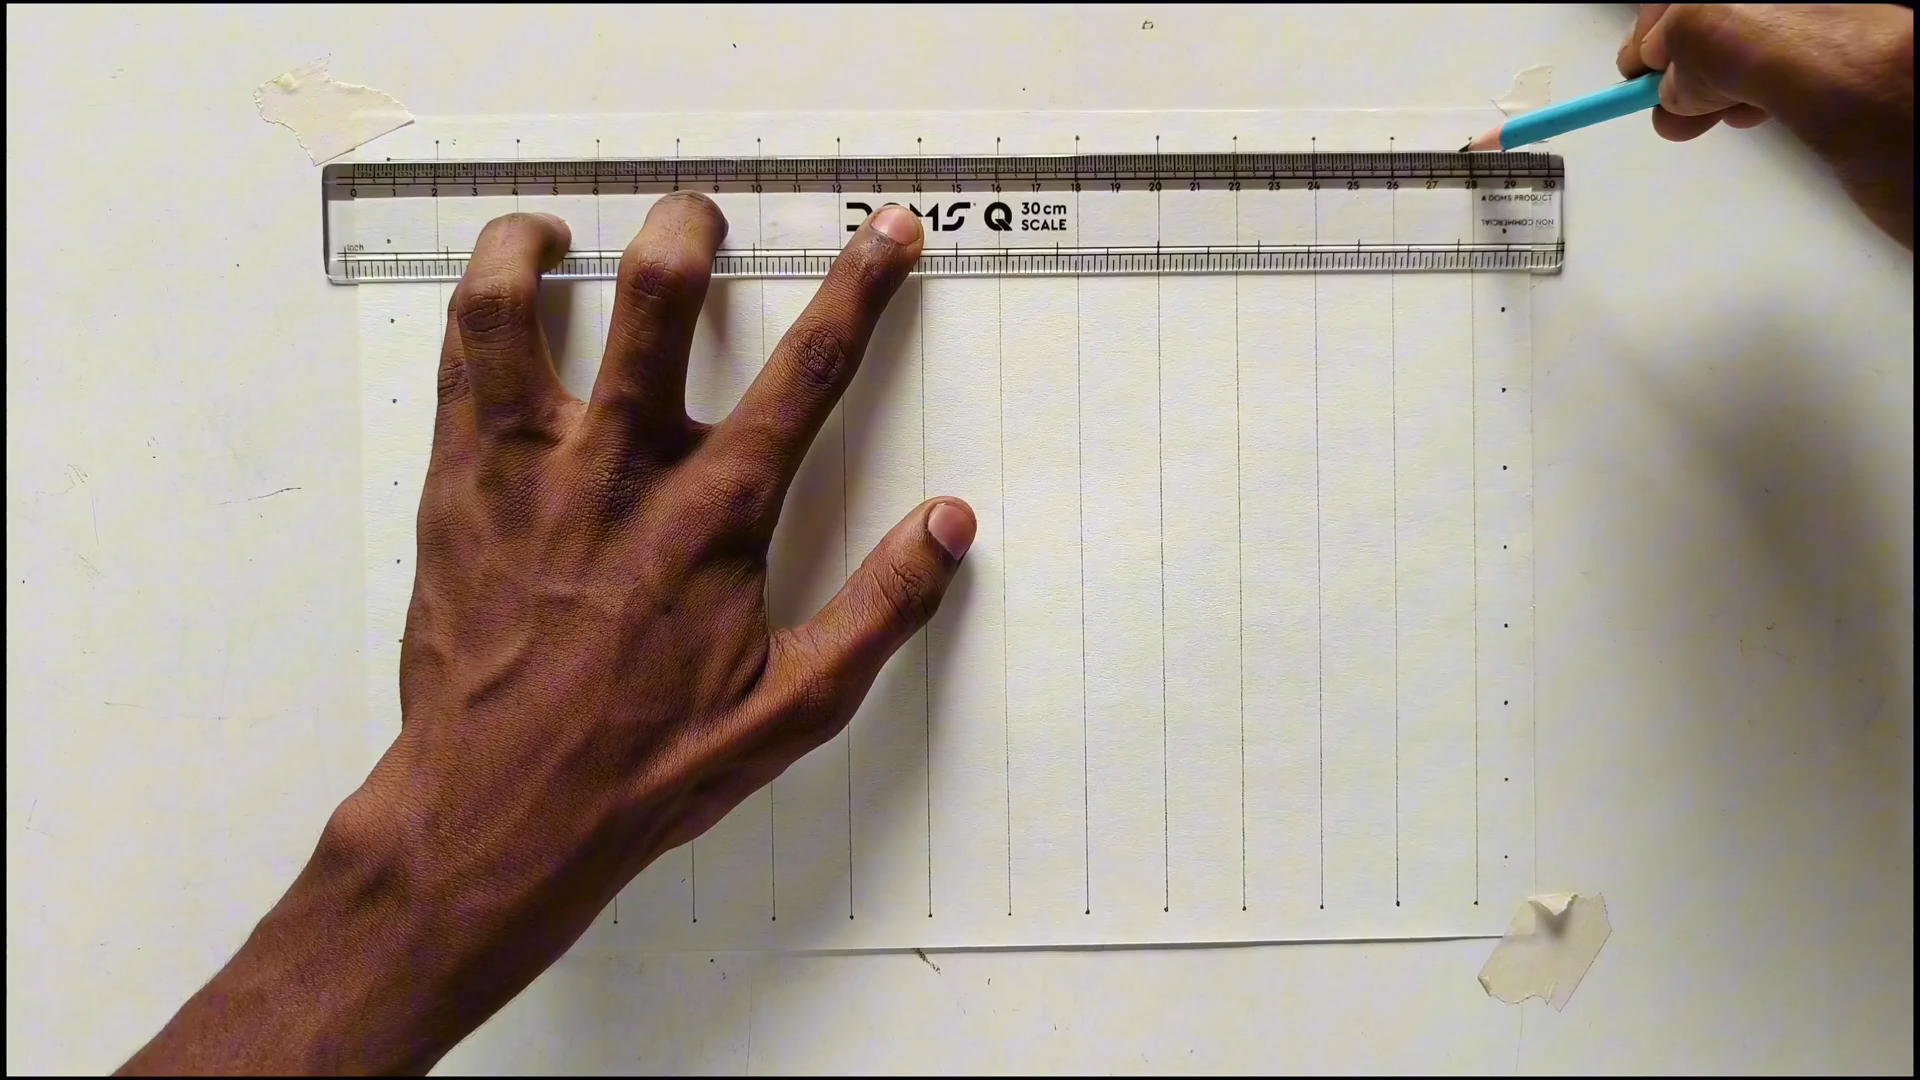 0 1 2 3 4 5 6 7 8 9 10 11 12 13 14 15 16 17 18 19 20 21 22 23 24 25 26 27 28 29 30
DOMS Q 30 cm
SCALE
A DOMS PRODUCT
NON COMMERCIAL
Inch